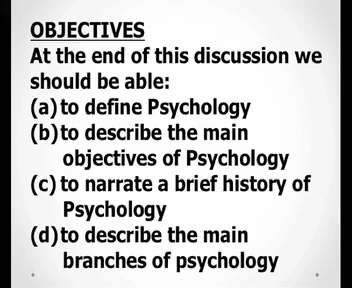 OBJECTIVES
At the end of this discussion we
should be able:
(a) to define Psychology
(b) to describe the main
objectives of Psychology
(c) to narrate a brief history of
Psychology
(d) to describe the main
branches of psychology